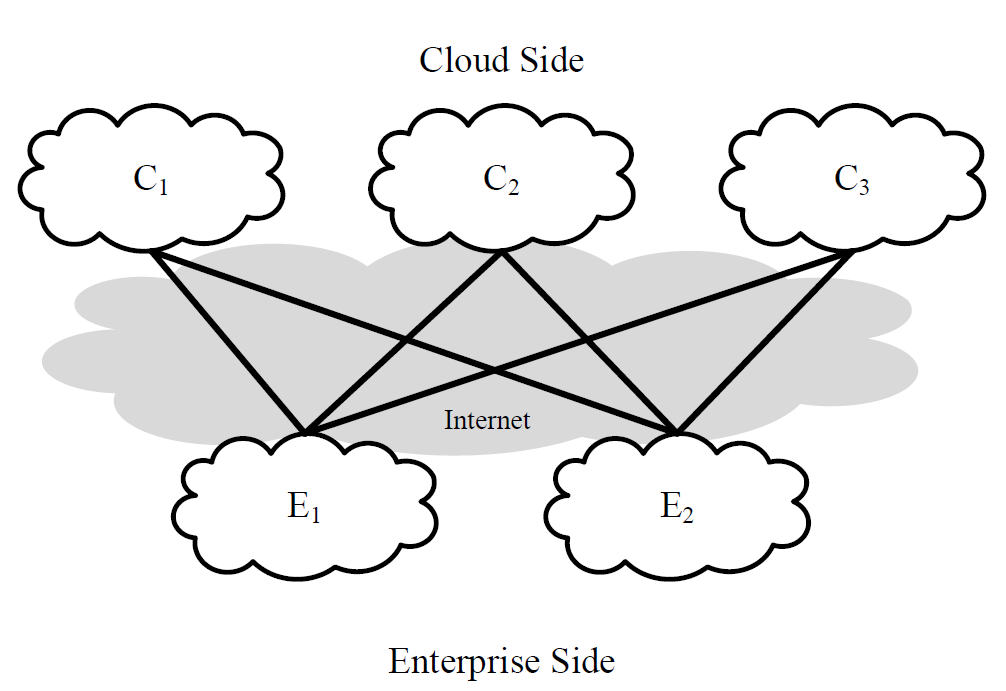 Cloud Side
C₁
C₂
C₃
Internet
E₁
E₂
Enterprise Side